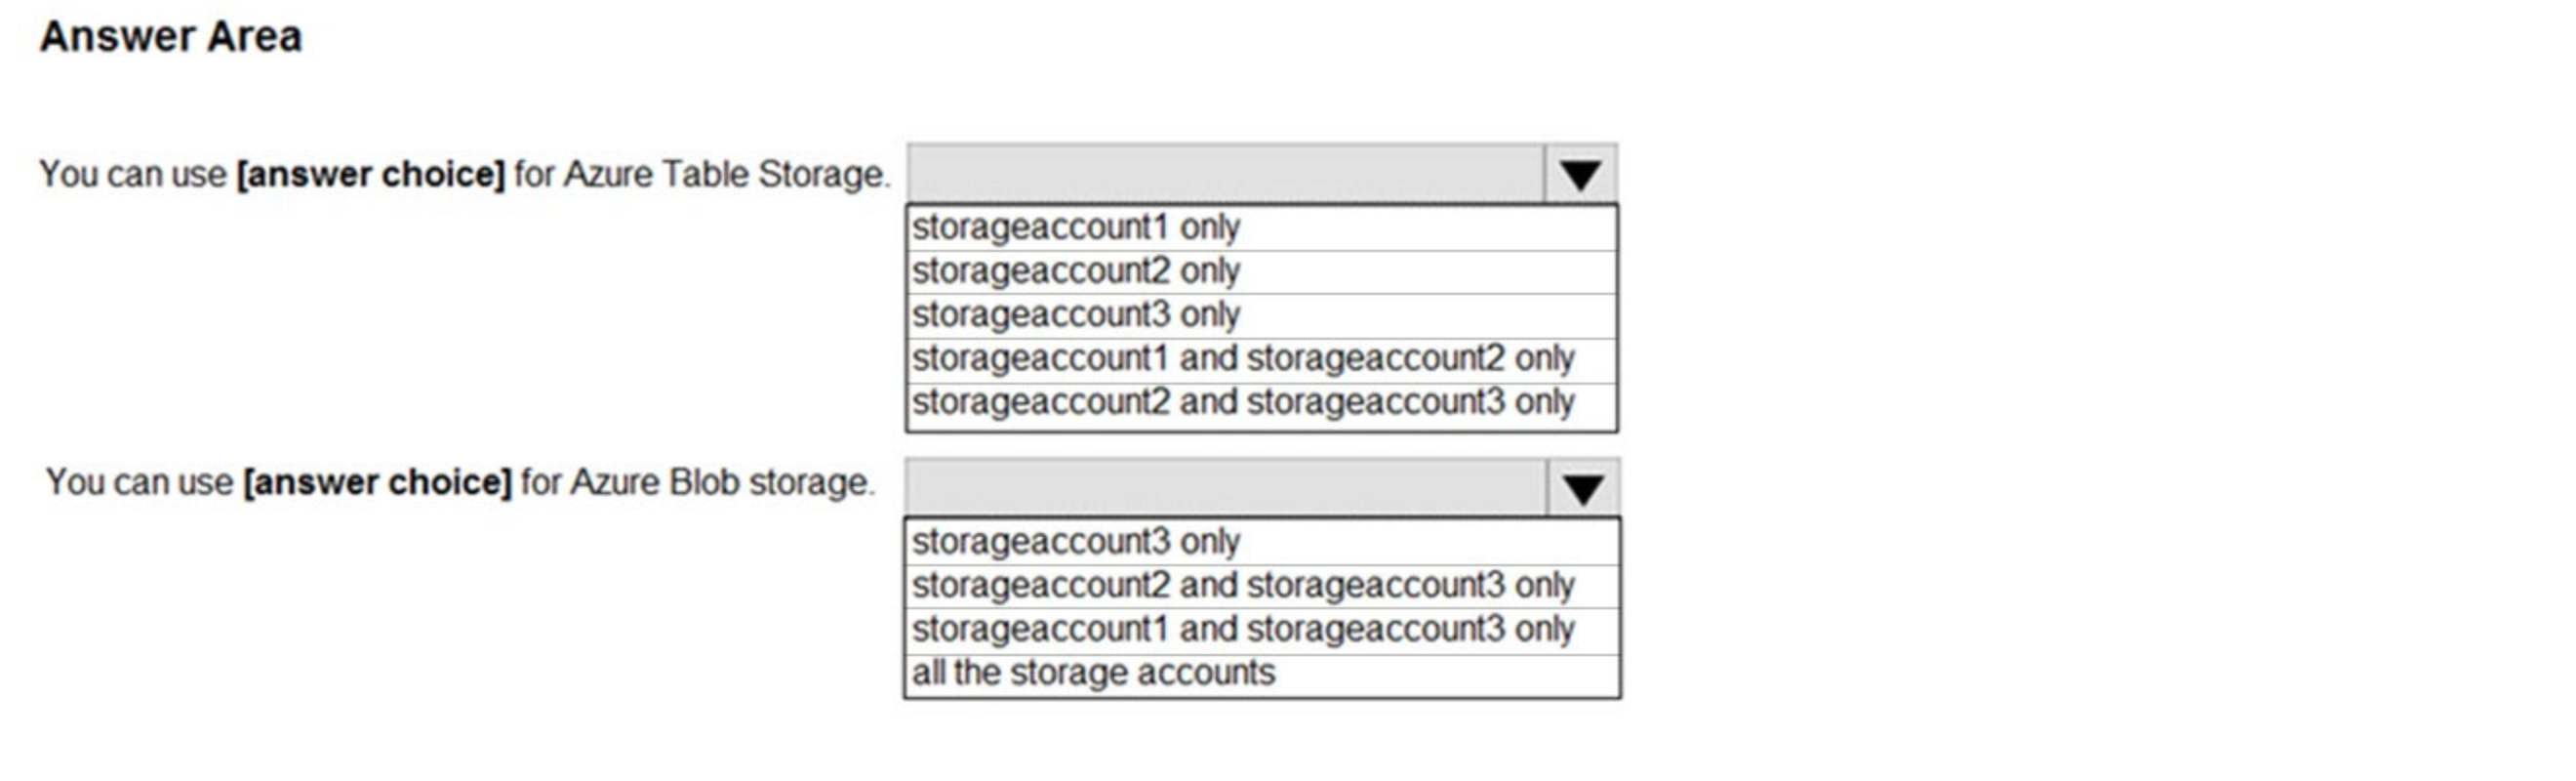 Answer Area
You can use [answer choice] for Azure Table Storage.
storageaccount1 only
storageaccount2 only
storageaccount3 only
storageaccount1 and storageaccount2 only
storageaccount2 and storageaccount3 only
You can use [answer choice] for Azure Blob storage.
storageaccount3 only
storageaccount2 and storageaccount3 only
storageaccount1 and storageaccount3 only
all the storage accounts